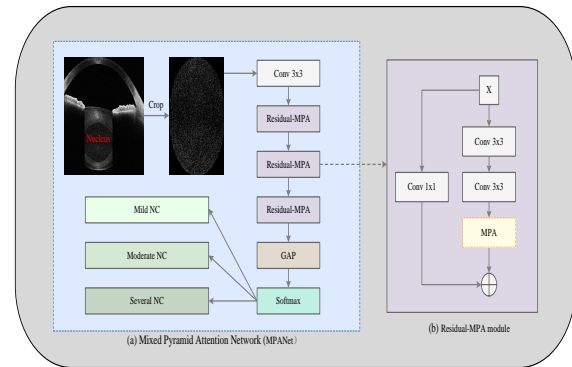 Nucleus
Crop
Conv 3x3
Residual-MPA
Residual-MPA
Residual-MPA
GAP
Softmax
Mild NC
Moderate NC
Several NC
(a) Mixed Pyramid Attention Network (MPANet)
X
Conv 3x3
Conv 1x1
Conv 3x3
MPA
(b) Residual-MPA module